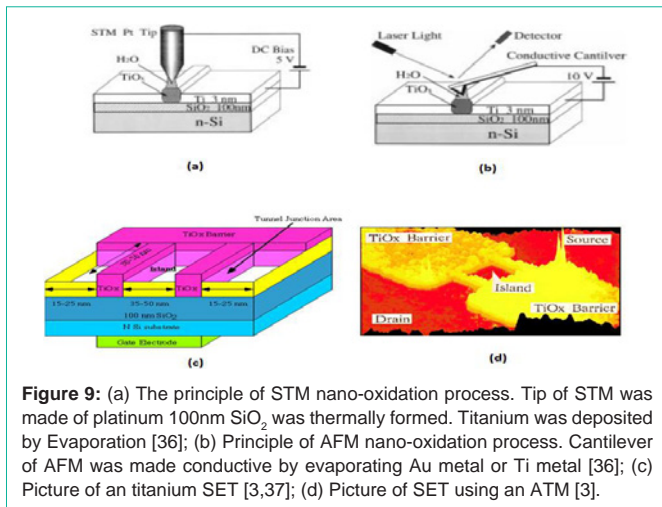 STM Pt Tip
DC Bias
5 V
H₂O
TiOx
Ti 3 nm
SiO₂ 100nm
n-Si
(a)
Laser Light
Detector
Conductive Cantilver
H₂O
TiOx
10 V
Ti 3 nm
SiO₂ 100nm
n-Si
(b)
TiOx Barrier
Tunnel Junction Area
Island
TiOx
TiOx
15-25 nm
35-50 nm
15-25 nm
100 nm SiO₂
N Si substrate
Gate Electrode
(c)
TiOx Barrier
Source
Island
TiOx Barrier
Drain
(d)
Figure 9: (a) The principle of STM nano-oxidation process. Tip of STM was
made of platinum 100nm SiO₂ was thermally formed. Titanium was deposited
by Evaporation [36]; (b) Principle of AFM nano-oxidation process. Cantilever
of AFM was made conductive by evaporating Au metal or Ti metal [36]; (c)
Picture of an titanium SET [3,37]; (d) Picture of SET using an ATM [3].